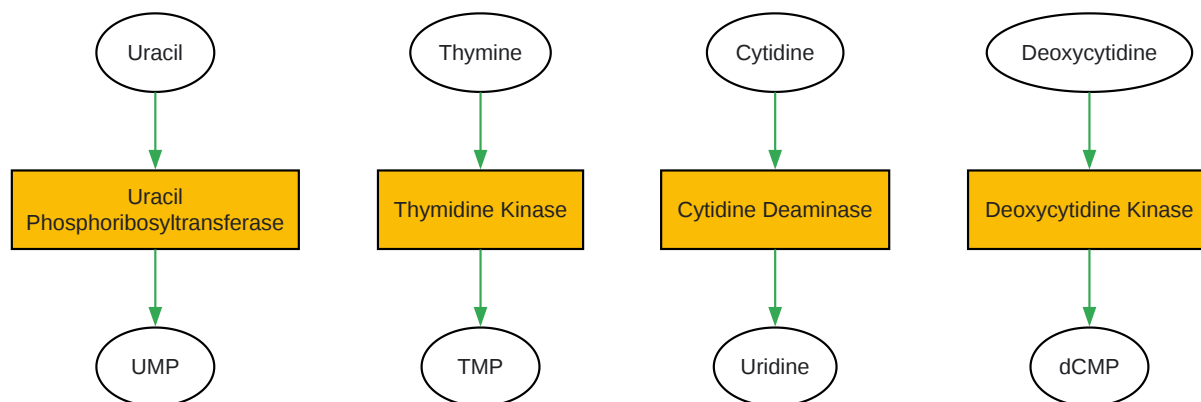 Uracil
Thymine
Cytidine
Deoxycytidine
Uracil
Phosphoribosyltransferase
Thymidine Kinase
Cytidine Deaminase
Deoxycytidine Kinase
UMP
TMP
Uridine
dCMP